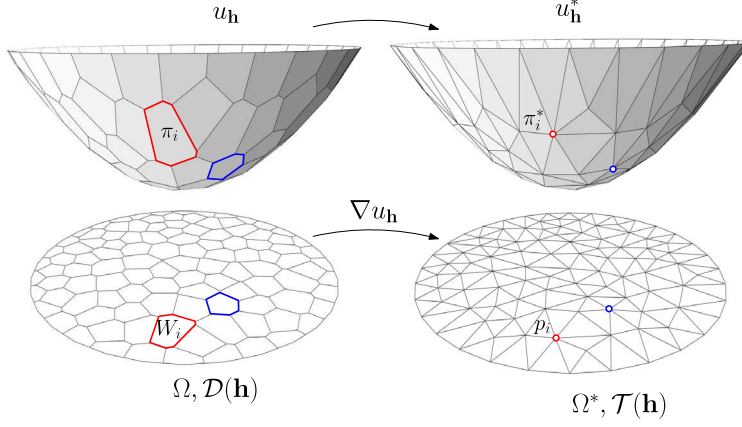 u_𝐡
u^*_𝐡
π_i
π^*_i
∇u_𝐡
W_i
p_i
Ω, 𝒟(𝐡)
Ω^*, 𝒯(𝐡)